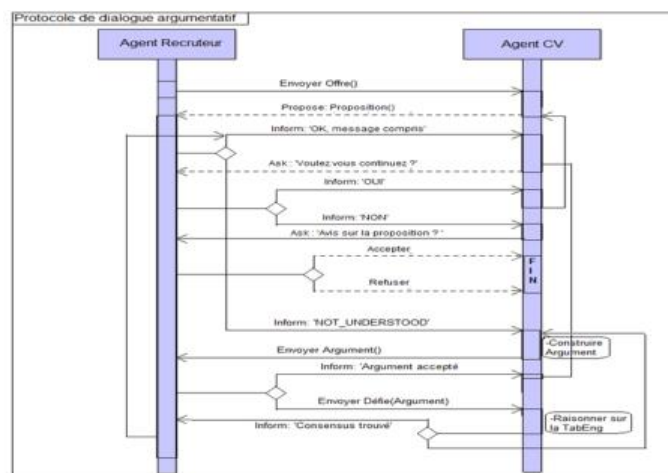 Protocole de dialogue argumentatif
Agent Recruteur
Agent CV
Envoyer Offre()
Propose: Proposition()
Inform: 'OK, message compris'
Ask: 'Voulez vous continuez ?'
Inform: 'OUI'
Inform: 'NON'
Ask: 'Avis sur la proposition ? '
Accepter
Refuser
FIN
Inform: 'NOT_UNDERSTOOD'
-Construire
Argument
Envoyer Argument()
Inform: 'Argument accepté
Envoyer Défie(Argument)
-Raisonner sur
la TabEng
Inform: 'Consensus trouvé'